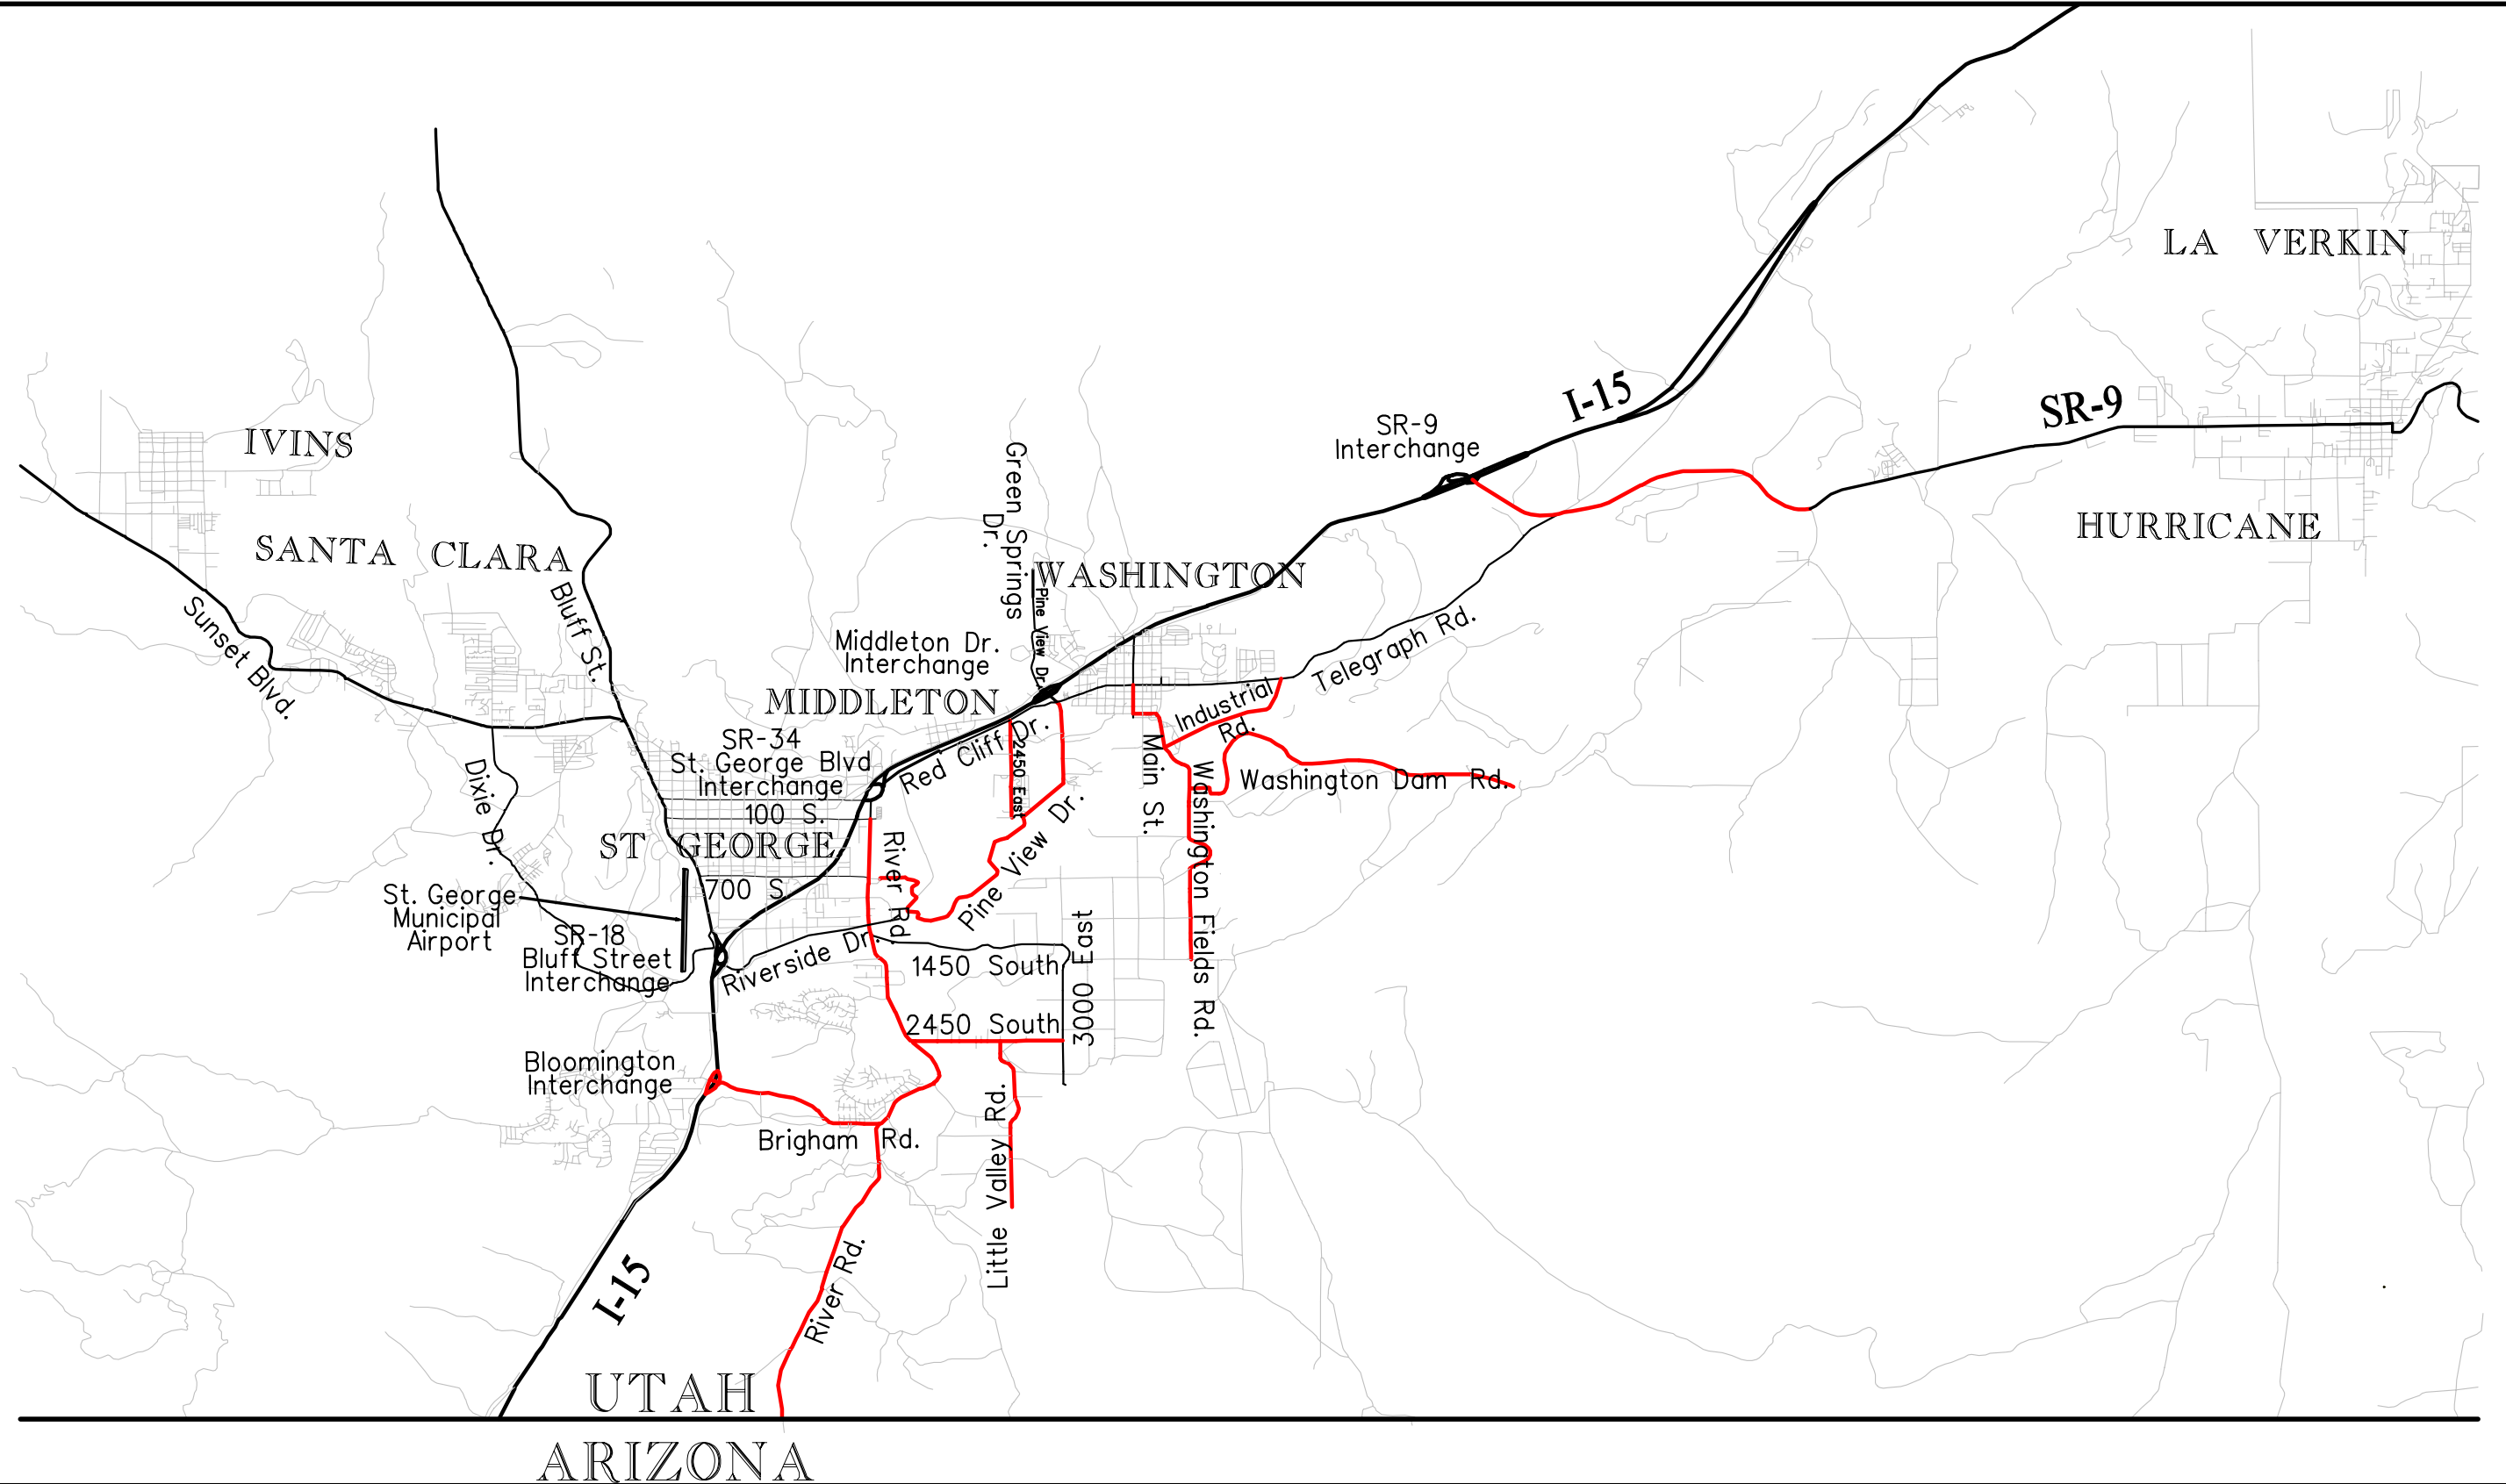 LA VERKIN
I-15
SR-9
SR-9
Interchange
IVINS
Green Springs
Dr.
HURRICANE
SANTA CLARA
WASHINGTON
Bluff St.
Pine View Dr.
Sunset Blvd.
Middleton Dr.
Interchange
Telegraph Rd.
MIDDLETON
Industrial
Rd.
SR-34
St. George Blvd
Interchange
Red Cliff Dr.
2450 East
Main St.
Washington Dam Rd.
Dixie Dr.
100 S.
ST GEORGE
River Rd.
Pine View Dr.
Washington Fields Rd.
St. George
Municipal
Airport
700 S.
SR-18
Bluff Street
Interchange
Riverside Dr.
1450 South
3000 East
2450 South
Bloomington
Interchange
Brigham Rd.
Little Valley Rd.
I-15
River Rd.
UTAH
ARIZONA